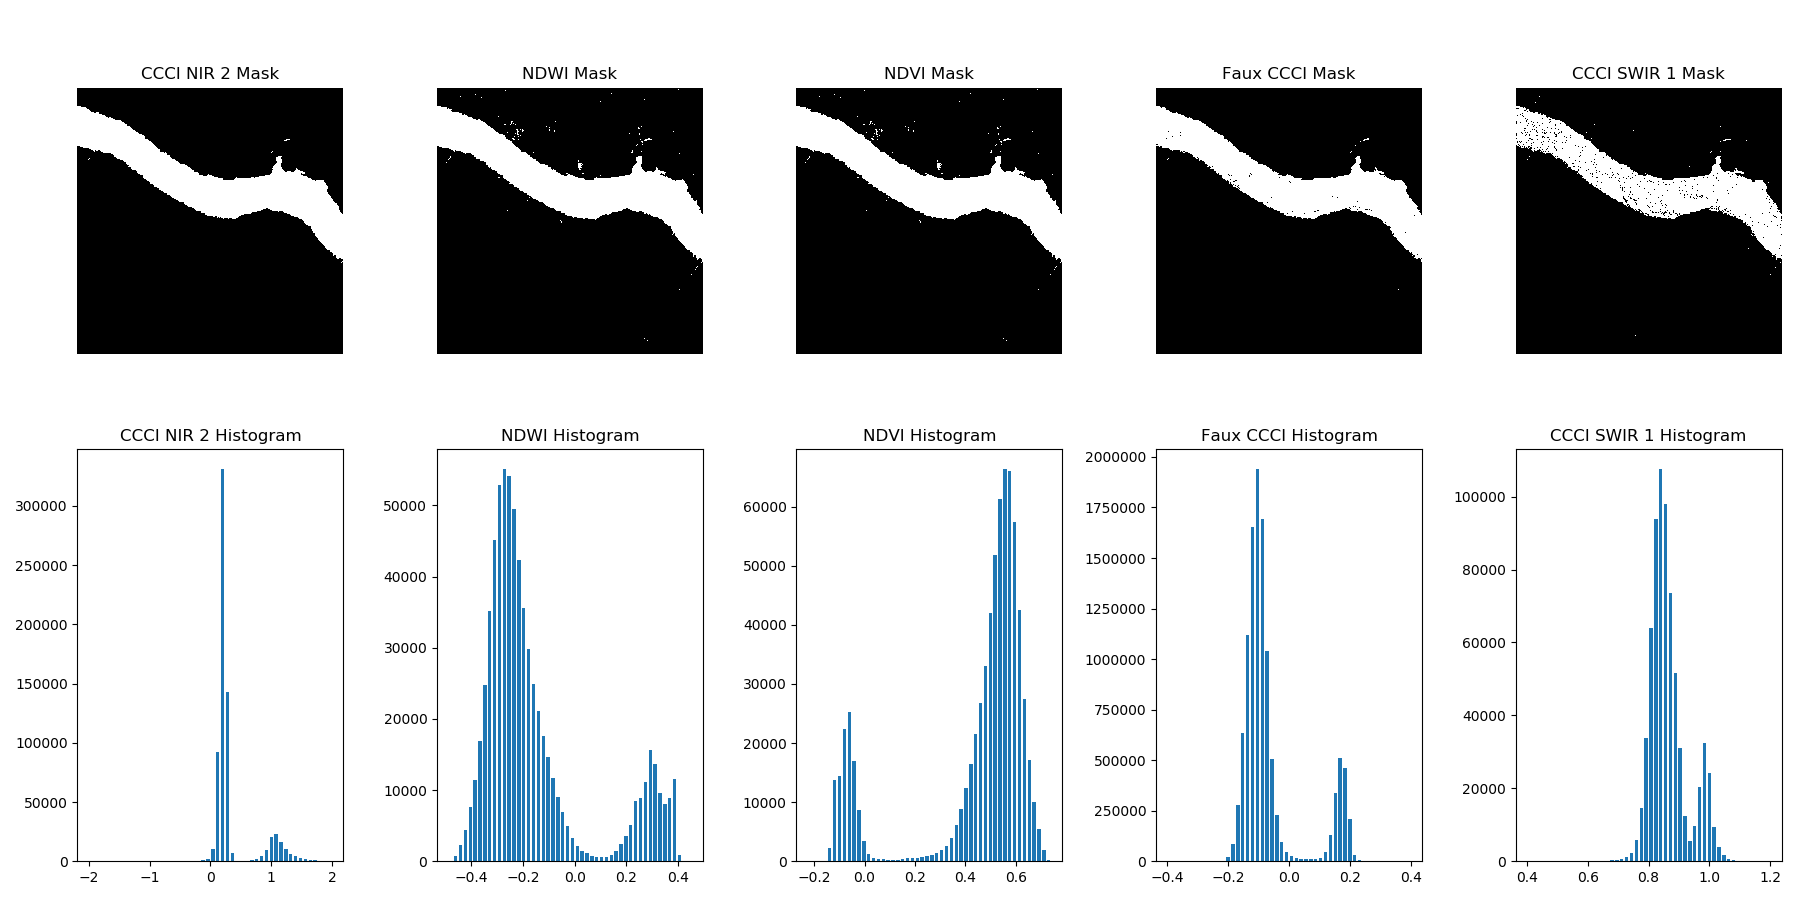 CCCI NIR 2 Mask
NDWI Mask
NDVI Mask
Faux CCCI Mask
CCCI SWIR 1 Mask
CCCI NIR 2 Histogram
300000
250000
200000
150000
100000
50000
0
−2 −1 0 1 2
NDWI Histogram
50000
40000
30000
20000
10000
0
−0.4 −0.2 0.0 0.2 0.4
NDVI Histogram
60000
50000
40000
30000
20000
10000
0
−0.2 0.0 0.2 0.4 0.6
Faux CCCI Histogram
2000000
1750000
1500000
1250000
1000000
750000
500000
250000
0
−0.4 −0.2 0.0 0.2 0.4
CCCI SWIR 1 Histogram
100000
80000
60000
40000
20000
0
0.4 0.6 0.8 1.0 1.2